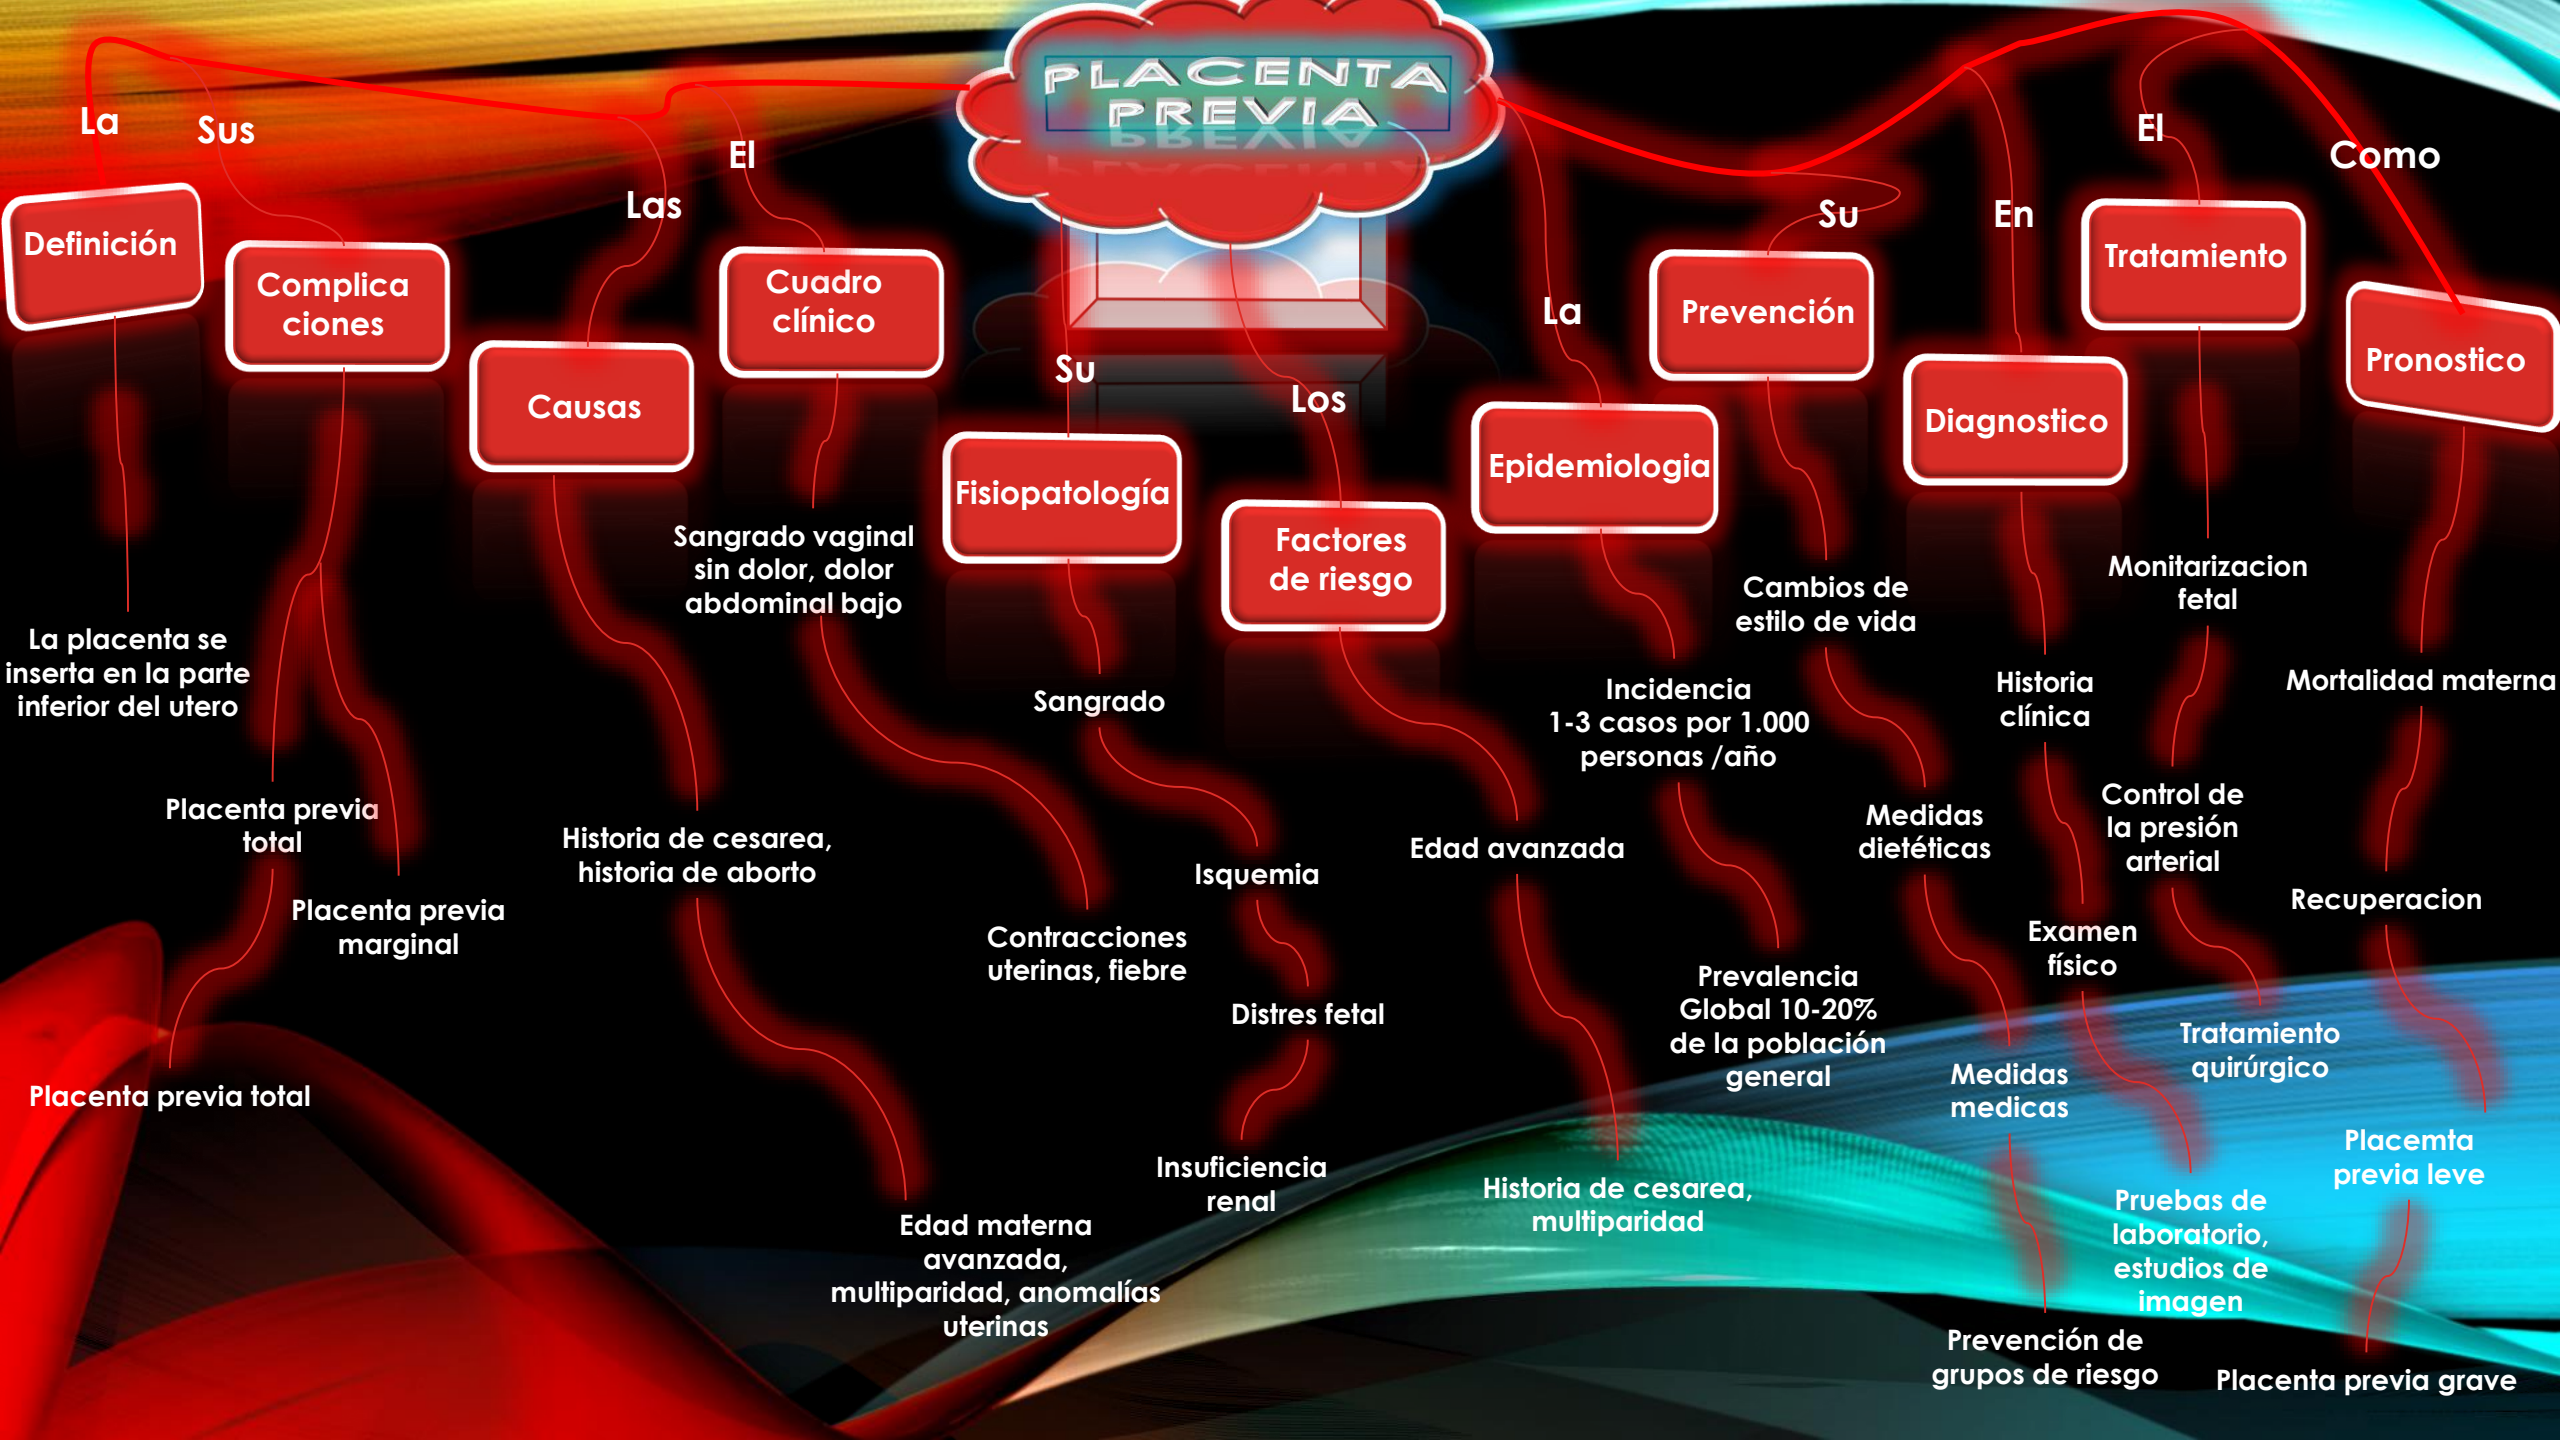 PLACENTA
PREVIA
La
Definición
La placenta se
inserta en la parte
inferior del utero
Sus
Complica
ciones
Placenta previa
total
Placenta previa
marginal
Placenta previa total
Las
Causas
Historia de cesarea,
historia de aborto
Edad materna
avanzada,
multiparidad, anomalías
uterinas
El
Cuadro
clínico
Sangrado vaginal
sin dolor, dolor
abdominal bajo
Contracciones
uterinas, fiebre
Su
Fisiopatología
Sangrado
Isquemia
Distres fetal
Insuficiencia
renal
Los
Factores
de riesgo
Edad avanzada
Historia de cesarea,
multiparidad
La
Epidemiologia
Incidencia
1-3 casos por 1.000
personas /año
Prevalencia
Global 10-20%
de la población
general
Su
Prevención
Cambios de
estilo de vida
Medidas
dietéticas
Medidas
medicas
Prevención de
grupos de riesgo
En
Diagnostico
Historia
clínica
Examen
físico
Pruebas de
laboratorio,
estudios de
imagen
El
Tratamiento
Monitarizacion
fetal
Control de
la presión
arterial
Tratamiento
quirúrgico
Como
Pronostico
Mortalidad materna
Recuperacion
Placemta
previa leve
Placenta previa grave